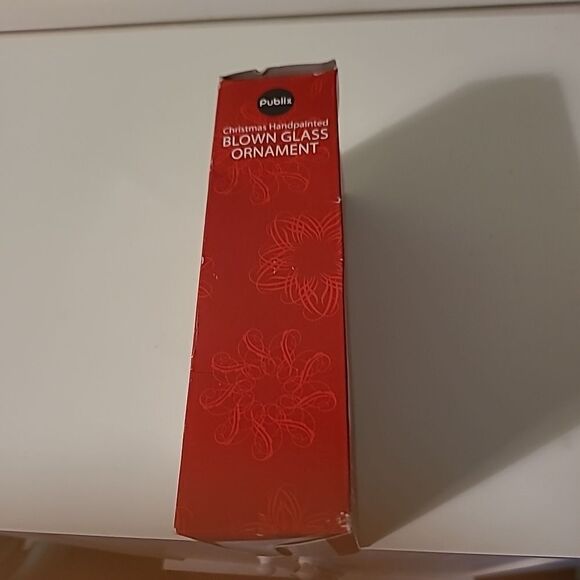 Publix
Christmas Handpainted
BLOWN GLASS
ORNAMENT